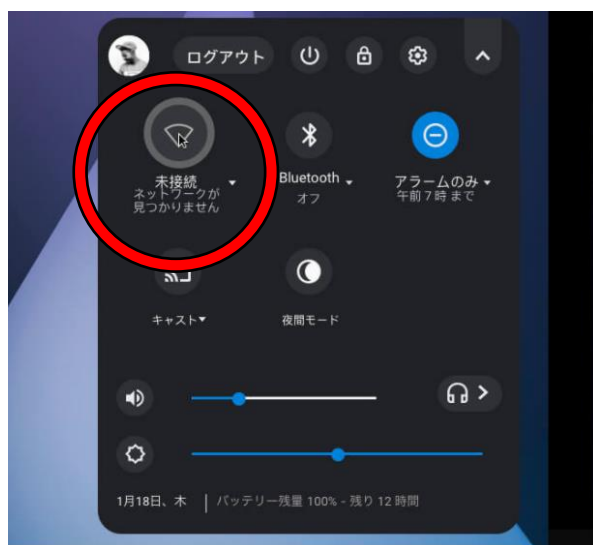 ログアウト
未接続
ネットワークが
見つかりません
Bluetooth
オフ
アラームのみ
午前7時 まで
キャスト
夜間モード
1月18日、木 | バッテリー残量 100% - 残り 12 時間